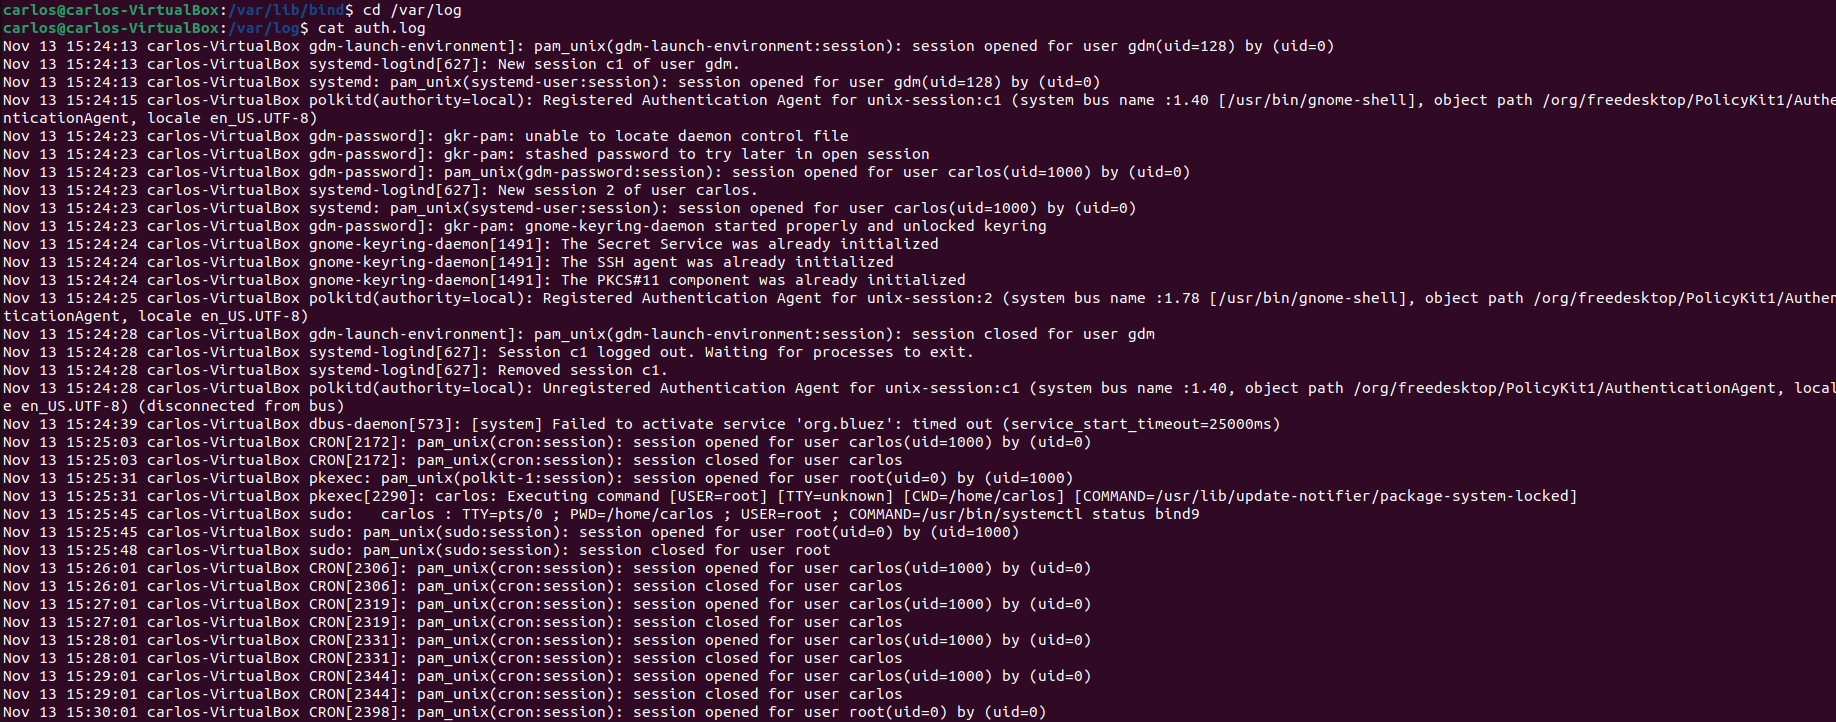 carlos@carlos-VirtualBox:/var/lib/bind$ cd /var/log
carlos@carlos-VirtualBox:/var/log$ cat auth.log
Nov 13 15:24:13 carlos-VirtualBox gdm-launch-environment]: pam_unix(gdm-launch-environment:session): session opened for user gdm(uid=128) by (uid=0)
Nov 13 15:24:13 carlos-VirtualBox systemd-logind[627]: New session c1 of user gdm.
Nov 13 15:24:13 carlos-VirtualBox systemd: pam_unix(systemd-user:session): session opened for user gdm(uid=128) by (uid=0)
Nov 13 15:24:15 carlos-VirtualBox polkitd(authority=local): Registered Authentication Agent for unix-session:c1 (system bus name :1.40 [/usr/bin/gnome-shell], object path /org/freedesktop/PolicyKit1/Authe
nticationAgent, locale en_US.UTF-8)
Nov 13 15:24:23 carlos-VirtualBox gdm-password]: gkr-pam: unable to locate daemon control file
Nov 13 15:24:23 carlos-VirtualBox gdm-password]: gkr-pam: stashed password to try later in open session
Nov 13 15:24:23 carlos-VirtualBox gdm-password]: pam_unix(gdm-password:session): session opened for user carlos(uid=1000) by (uid=0)
Nov 13 15:24:23 carlos-VirtualBox systemd-logind[627]: New session 2 of user carlos.
Nov 13 15:24:23 carlos-VirtualBox systemd: pam_unix(systemd-user:session): session opened for user carlos(uid=1000) by (uid=0)
Nov 13 15:24:23 carlos-VirtualBox gdm-password]: gkr-pam: gnome-keyring-daemon started properly and unlocked keyring
Nov 13 15:24:24 carlos-VirtualBox gnome-keyring-daemon[1491]: The Secret Service was already initialized
Nov 13 15:24:24 carlos-VirtualBox gnome-keyring-daemon[1491]: The SSH agent was already initialized
Nov 13 15:24:24 carlos-VirtualBox gnome-keyring-daemon[1491]: The PKCS#11 component was already initialized
Nov 13 15:24:25 carlos-VirtualBox polkitd(authority=local): Registered Authentication Agent for unix-session:2 (system bus name :1.78 [/usr/bin/gnome-shell], object path /org/freedesktop/PolicyKit1/Authen
ticationAgent, locale en_US.UTF-8)
Nov 13 15:24:28 carlos-VirtualBox gdm-launch-environment]: pam_unix(gdm-launch-environment:session): session closed for user gdm
Nov 13 15:24:28 carlos-VirtualBox systemd-logind[627]: Session c1 logged out. Waiting for processes to exit.
Nov 13 15:24:28 carlos-VirtualBox systemd-logind[627]: Removed session c1.
Nov 13 15:24:28 carlos-VirtualBox polkitd(authority=local): Unregistered Authentication Agent for unix-session:c1 (system bus name :1.40, object path /org/freedesktop/PolicyKit1/AuthenticationAgent, local
e en_US.UTF-8) (disconnected from bus)
Nov 13 15:24:39 carlos-VirtualBox dbus-daemon[573]: [system] Failed to activate service 'org.bluez': timed out (service_start_timeout=25000ms)
Nov 13 15:25:03 carlos-VirtualBox CRON[2172]: pam_unix(cron:session): session opened for user carlos(uid=1000) by (uid=0)
Nov 13 15:25:03 carlos-VirtualBox CRON[2172]: pam_unix(cron:session): session closed for user carlos
Nov 13 15:25:31 carlos-VirtualBox pkexec: pam_unix(polkit-1:session): session opened for user root(uid=0) by (uid=1000)
Nov 13 15:25:31 carlos-VirtualBox pkexec[2290]: carlos: Executing command [USER=root] [TTY=unknown] [CWD=/home/carlos] [COMMAND=/usr/lib/update-notifier/package-system-locked]
Nov 13 15:25:45 carlos-VirtualBox sudo:   carlos : TTY=pts/0 ; PWD=/home/carlos ; USER=root ; COMMAND=/usr/bin/systemctl status bind9
Nov 13 15:25:45 carlos-VirtualBox sudo: pam_unix(sudo:session): session opened for user root(uid=0) by (uid=1000)
Nov 13 15:25:48 carlos-VirtualBox sudo: pam_unix(sudo:session): session closed for user root
Nov 13 15:26:01 carlos-VirtualBox CRON[2306]: pam_unix(cron:session): session opened for user carlos(uid=1000) by (uid=0)
Nov 13 15:26:01 carlos-VirtualBox CRON[2306]: pam_unix(cron:session): session closed for user carlos
Nov 13 15:27:01 carlos-VirtualBox CRON[2319]: pam_unix(cron:session): session opened for user carlos(uid=1000) by (uid=0)
Nov 13 15:27:01 carlos-VirtualBox CRON[2319]: pam_unix(cron:session): session closed for user carlos
Nov 13 15:28:01 carlos-VirtualBox CRON[2331]: pam_unix(cron:session): session opened for user carlos(uid=1000) by (uid=0)
Nov 13 15:28:01 carlos-VirtualBox CRON[2331]: pam_unix(cron:session): session closed for user carlos
Nov 13 15:29:01 carlos-VirtualBox CRON[2344]: pam_unix(cron:session): session opened for user carlos(uid=1000) by (uid=0)
Nov 13 15:29:01 carlos-VirtualBox CRON[2344]: pam_unix(cron:session): session closed for user carlos
Nov 13 15:30:01 carlos-VirtualBox CRON[2398]: pam_unix(cron:session): session opened for user root(uid=0) by (uid=0)